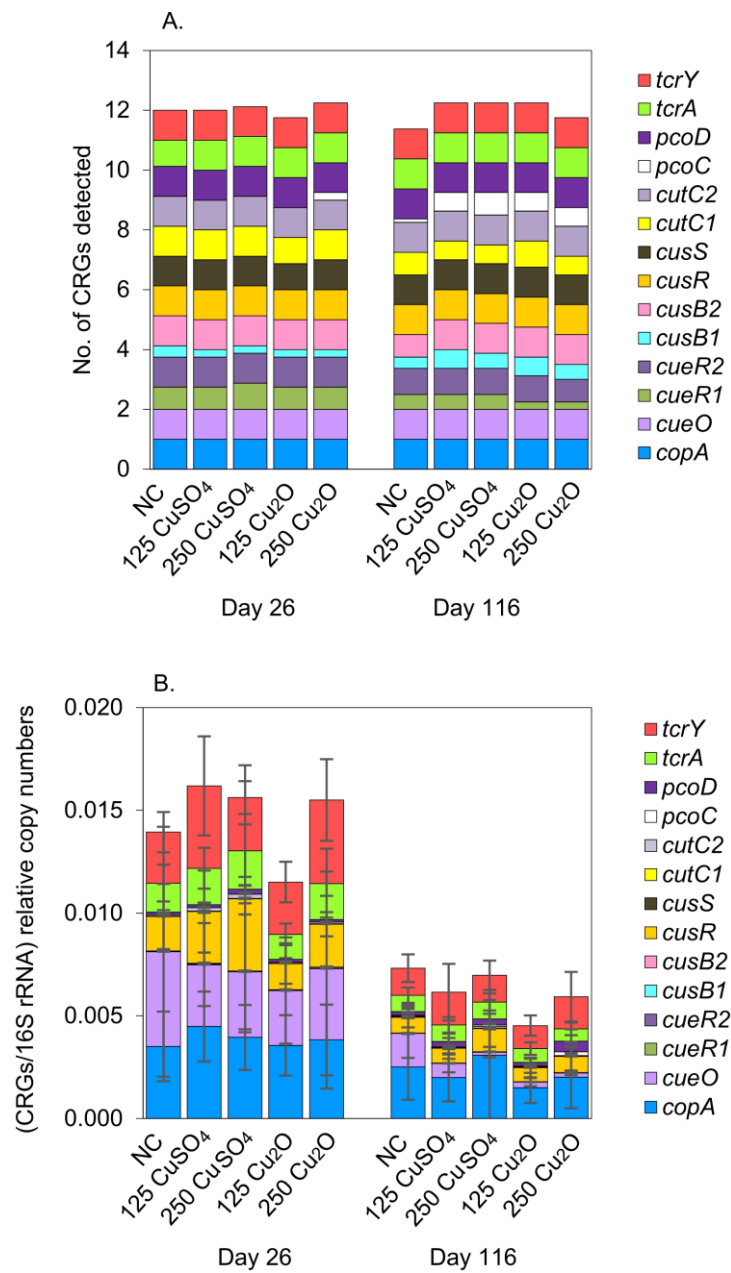 A.
No. of CRGs detected
14
12
10
8
6
4
2
0
NC
125 CuSO₄
250 CuSO₄
125 Cu₂O
250 Cu₂O
NC
125 CuSO₄
250 CuSO₄
125 Cu₂O
250 Cu₂O
Day 26
Day 116
tcrY
tcrA
pcoD
pcoC
cutC2
cutC1
cusS
cusR
cusB2
cusB1
cueR2
cueR1
cueO
copA
B.
(CRGs/16S rRNA) relative copy numbers
0.020
0.015
0.010
0.005
0.000
NC
125 CuSO₄
250 CuSO₄
125 Cu₂O
250 Cu₂O
NC
125 CuSO₄
250 CuSO₄
125 Cu₂O
250 Cu₂O
Day 26
Day 116
tcrY
tcrA
pcoD
pcoC
cutC2
cutC1
cusS
cusR
cusB2
cusB1
cueR2
cueR1
cueO
copA